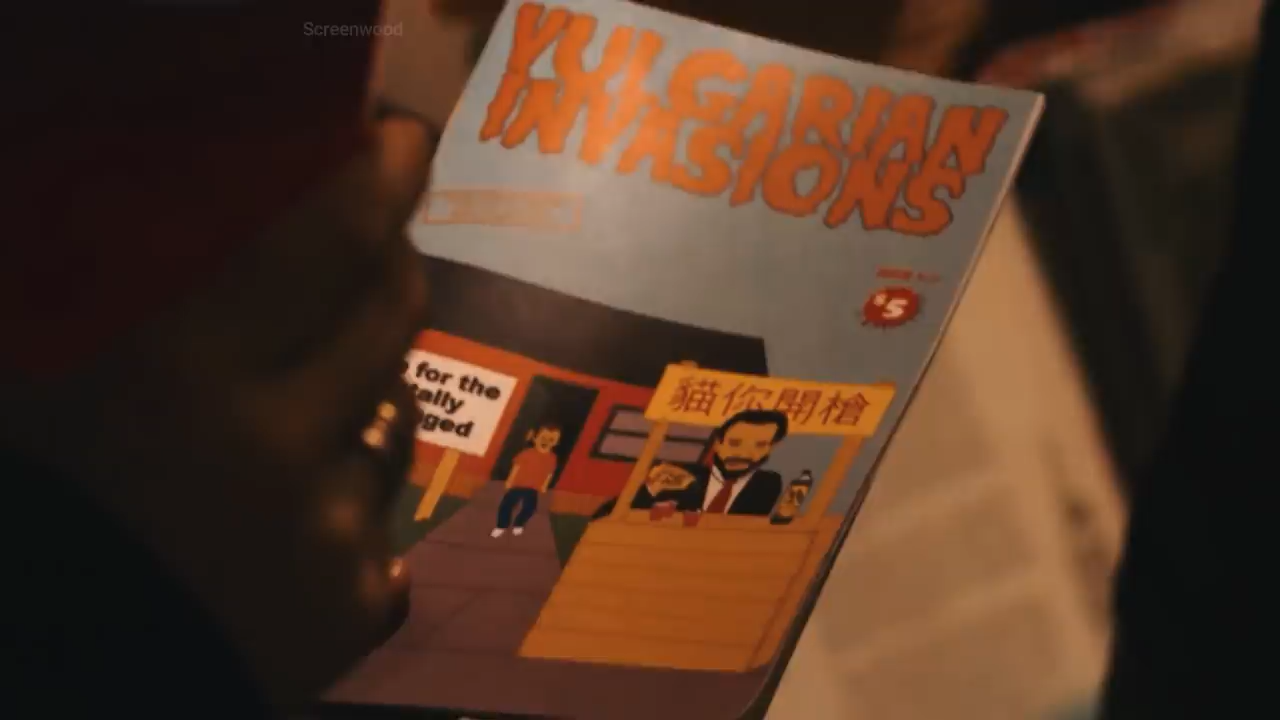 Screenwood
VULGARIAN
INVASIONS
$5
for the
ally
ged
貓你開槍